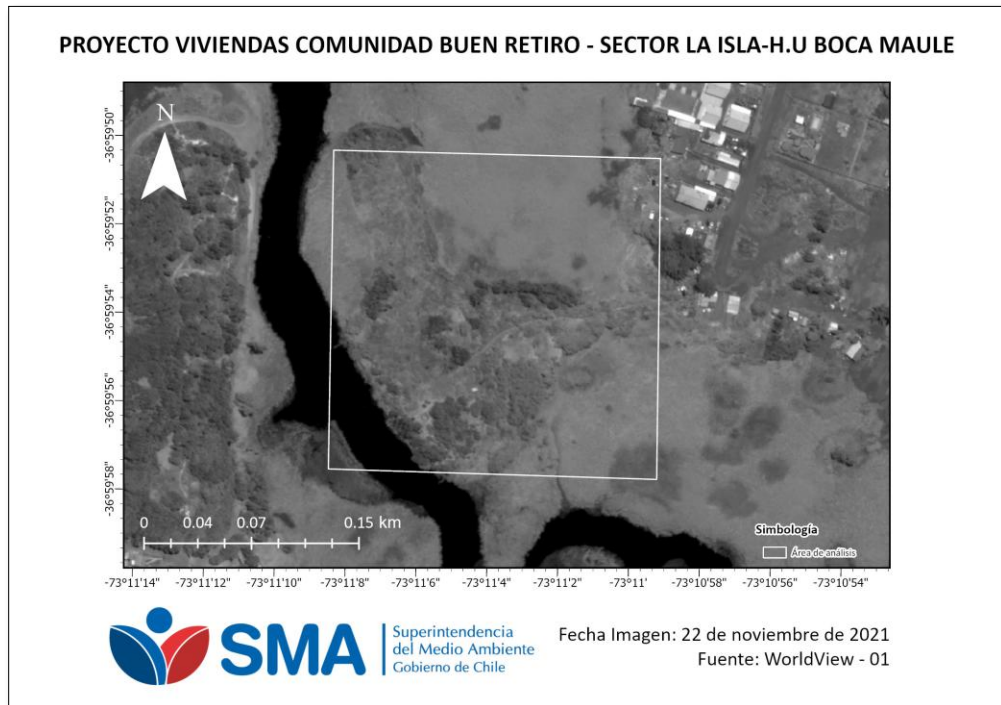 PROYECTO VIVIENDAS COMUNIDAD BUEN RETIRO - SECTOR LA ISLA-H.U BOCA MAULE
N
-36°59'50"
-36°59'52"
-36°59'54"
-36°59'56"
-36°59'58"
0 0.04 0.07 0.15 km
Simbología
Área de análisis
-73°11'14" -73°11'12" -73°11'10" -73°11'8" -73°11'6" -73°11'4" -73°11'2" -73°11' -73°10'58" -73°10'56" -73°10'54"
SMA
Superintendencia
del Medio Ambiente
Gobierno de Chile
Fecha Imagen: 22 de noviembre de 2021
Fuente: WorldView - 01